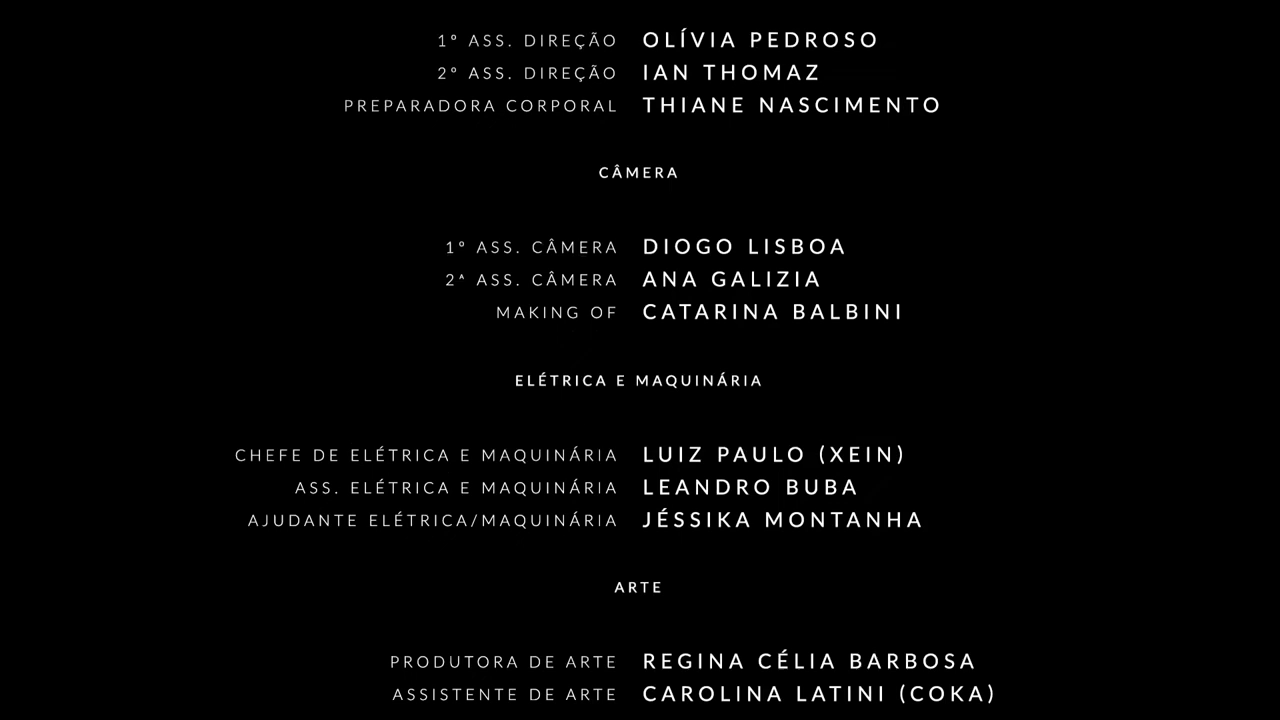 1º ASS. DIREÇÃO OLÍVIA PEDROSO
2º ASS. DIREÇÃO IAN THOMAZ
PREPARADORA CORPORAL THIANE NASCIMENTO
CÂMERA
1º ASS. CÂMERA DIOGO LISBOA
2ª ASS. CÂMERA ANA GALIZIA
MAKING OF CATARINA BALBINI
ELÉTRICA E MAQUINÁRIA
CHEFE DE ELÉTRICA E MAQUINÁRIA LUIZ PAULO (XEIN)
ASS. ELÉTRICA E MAQUINÁRIA LEANDRO BUBA
AJUDANTE ELÉTRICA/MAQUINÁRIA JÉSSIKA MONTANHA
ARTE
PRODUTORA DE ARTE REGINA CÉLIA BARBOSA
ASSISTENTE DE ARTE CAROLINA LATINI (COKA)